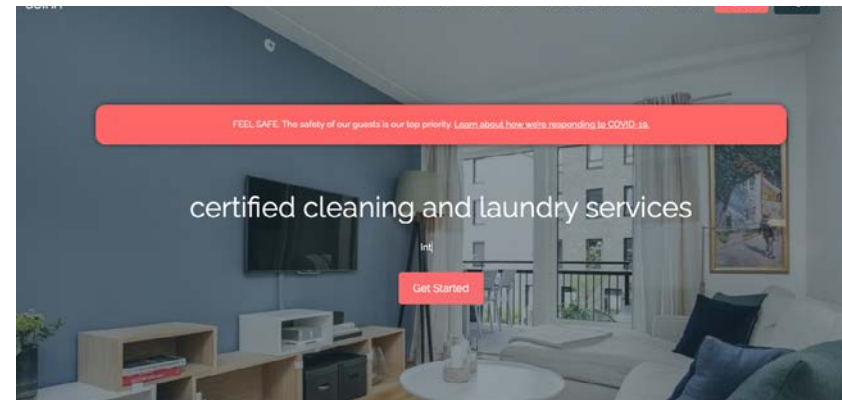 FEEL SAFE. The safety of our guests is our top priority. Learn about how we're responding to COVID-19.
certified cleaning and laundry services
Int
Get Started